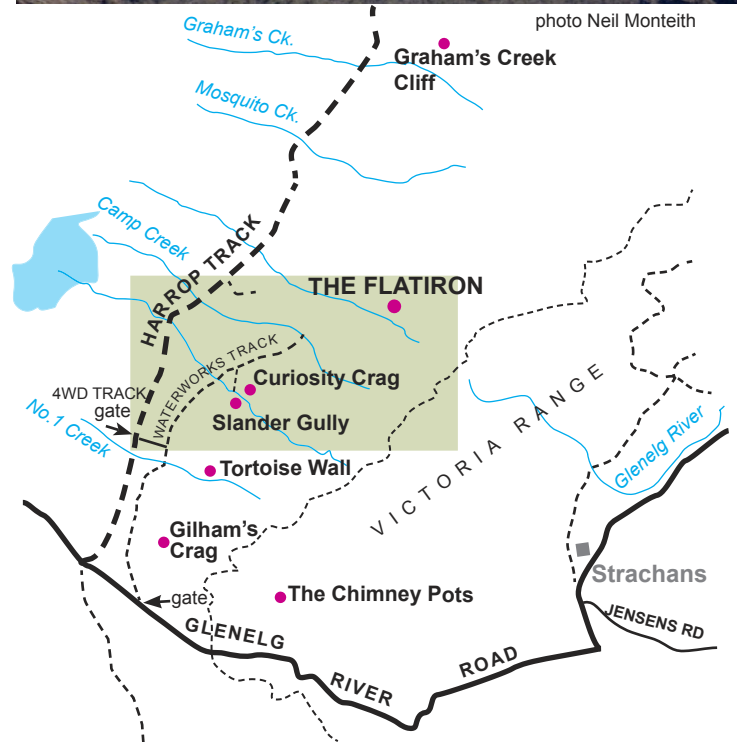 photo Neil Monteith
Graham's Ck.
Graham's Creek
Cliff
Mosquito Ck.
Camp Creek
HARROP TRACK
THE FLATIRON
WATERWORKS TRACK
4WD TRACK
gate
Curiosity Crag
Slander Gully
No.1 Creek
Tortoise Wall
VICTORIA RANGE
Glenelg River
Gilham's
Crag
Strachans
gate
The Chimney Pots
JENSENS RD
GLENELG
RIVER
ROAD